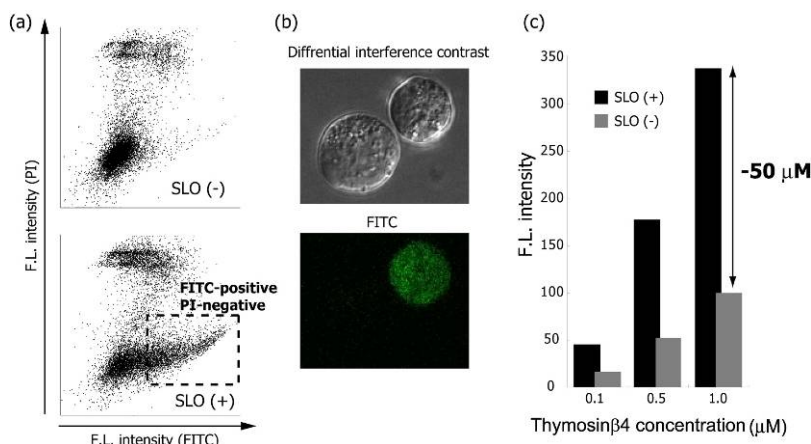 (a)
F.L. intensity (PI)
SLO (-)
FITC-positive
PI-negative
SLO (+)
F.L. intensity (FITC)
(b)
Diffrential interference contrast
FITC
(c)
F.L. intensity
350
300
250
200
150
100
50
0
SLO (+)
SLO (-)
-50 μM
0.1
0.5
1.0
Thymosinβ4 concentration(μM)